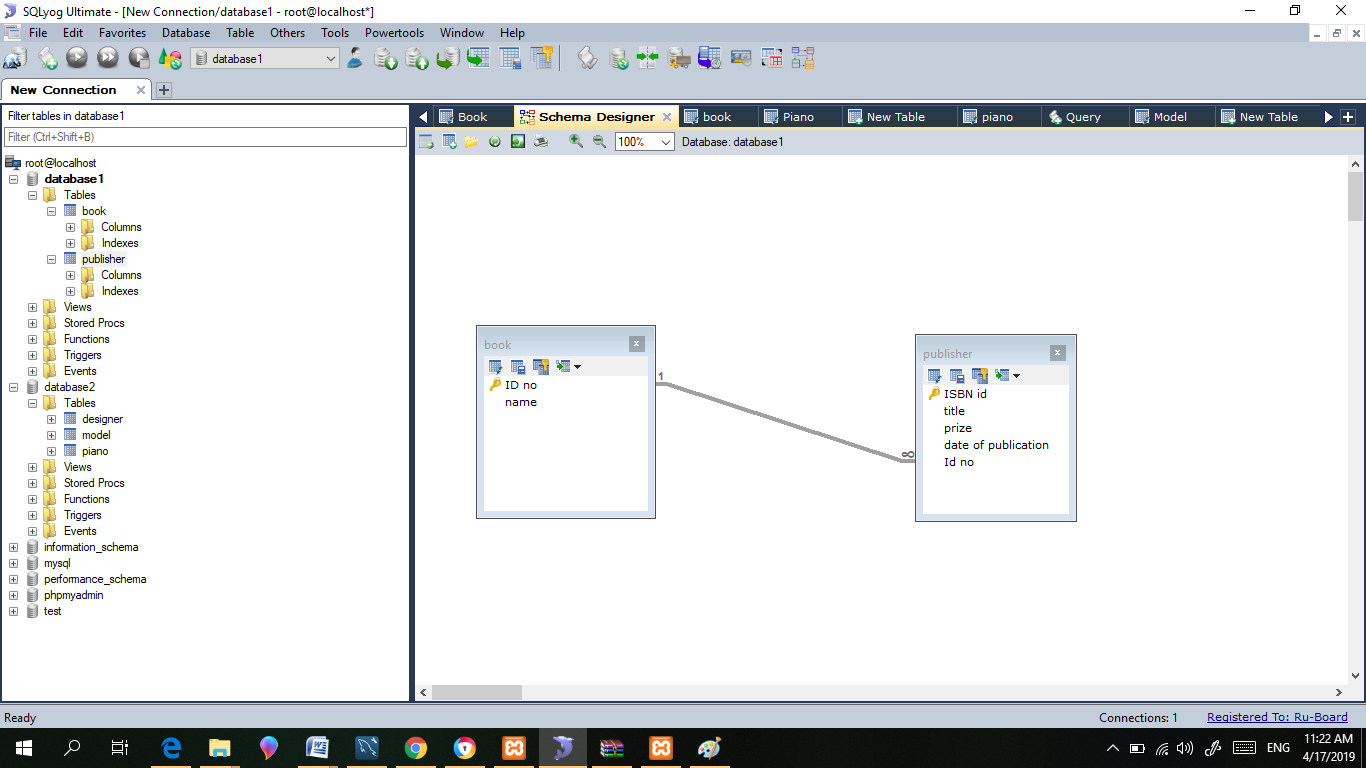 SQLyog Ultimate - [New Connection/database1 - root@localhost*]
File Edit Favorites Database Table Others Tools Powertools Window Help
database1
New Connection
Filter tables in database1
Filter (Ctrl+Shift+B)
root@localhost
database1
Tables
book
Columns
Indexes
publisher
Columns
Indexes
Views
Stored Procs
Functions
Triggers
Events
database2
Tables
designer
model
piano
Views
Stored Procs
Functions
Triggers
Events
information_schema
mysql
performance_schema
phpmyadmin
test
Book Schema Designer book Piano New Table piano Query Model New Table
100% Database: database1
book
ID no
name
1
∞
publisher
ISBN id
title
prize
date of publication
Id no
Ready
Connections: 1 Registered To: Ru-Board
ENG
11:22 AM
4/17/2019